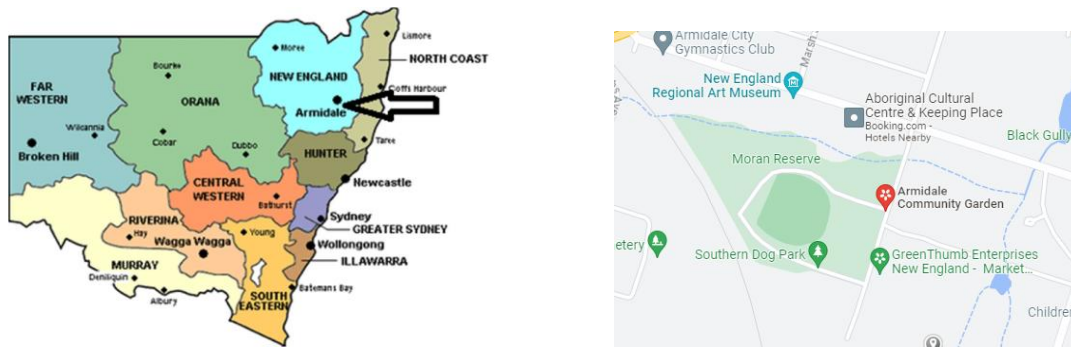 Lismore
Moree
NORTH COAST
Bourke
NEW ENGLAND
FAR
WESTERN
Coffs Harbour
ORANA
Armidale
Wilcannia
Cobar
Taree
Broken Hill
Dubbo
HUNTER
CENTRAL
WESTERN
Newcastle
Bathurst
RIVERINA
Sydney
Hay
Young
GREATER SYDNEY
Wagga Wagga
Wollongong
MURRAY
ILLAWARRA
Deniliquin
SOUTH
EASTERN
Batemans Bay
Albury
Armidale City
Gymnastics Club
Marsh S
New England
Regional Art Museum
Aboriginal Cultural
Centre & Keeping Place
Booking.com -
Hotels Nearby
Black Gully
Moran Reserve
Armidale
Community Garden
etery
Southern Dog Park
GreenThumb Enterprises
New England - Market...
Children